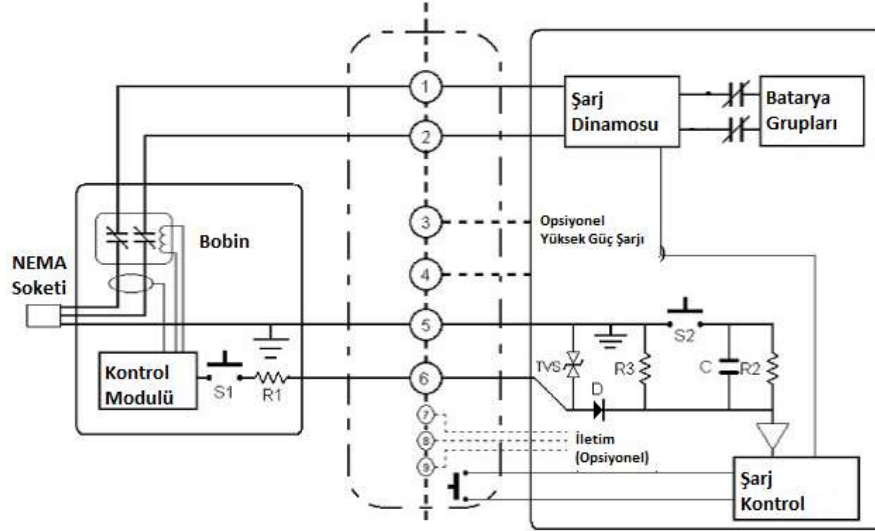 1
Şarj
Dinamosu
Batarya
Grupları
2
3
Opsiyonel
Yüksek Güç Şarjı
Bobin
NEMA
Soketi
4
5
S2
Kontrol
Modulü
S1
R1
6
TVS
D
R3
C
R2
7
8
9
İletim
(Opsiyonel)
Şarj
Kontrol